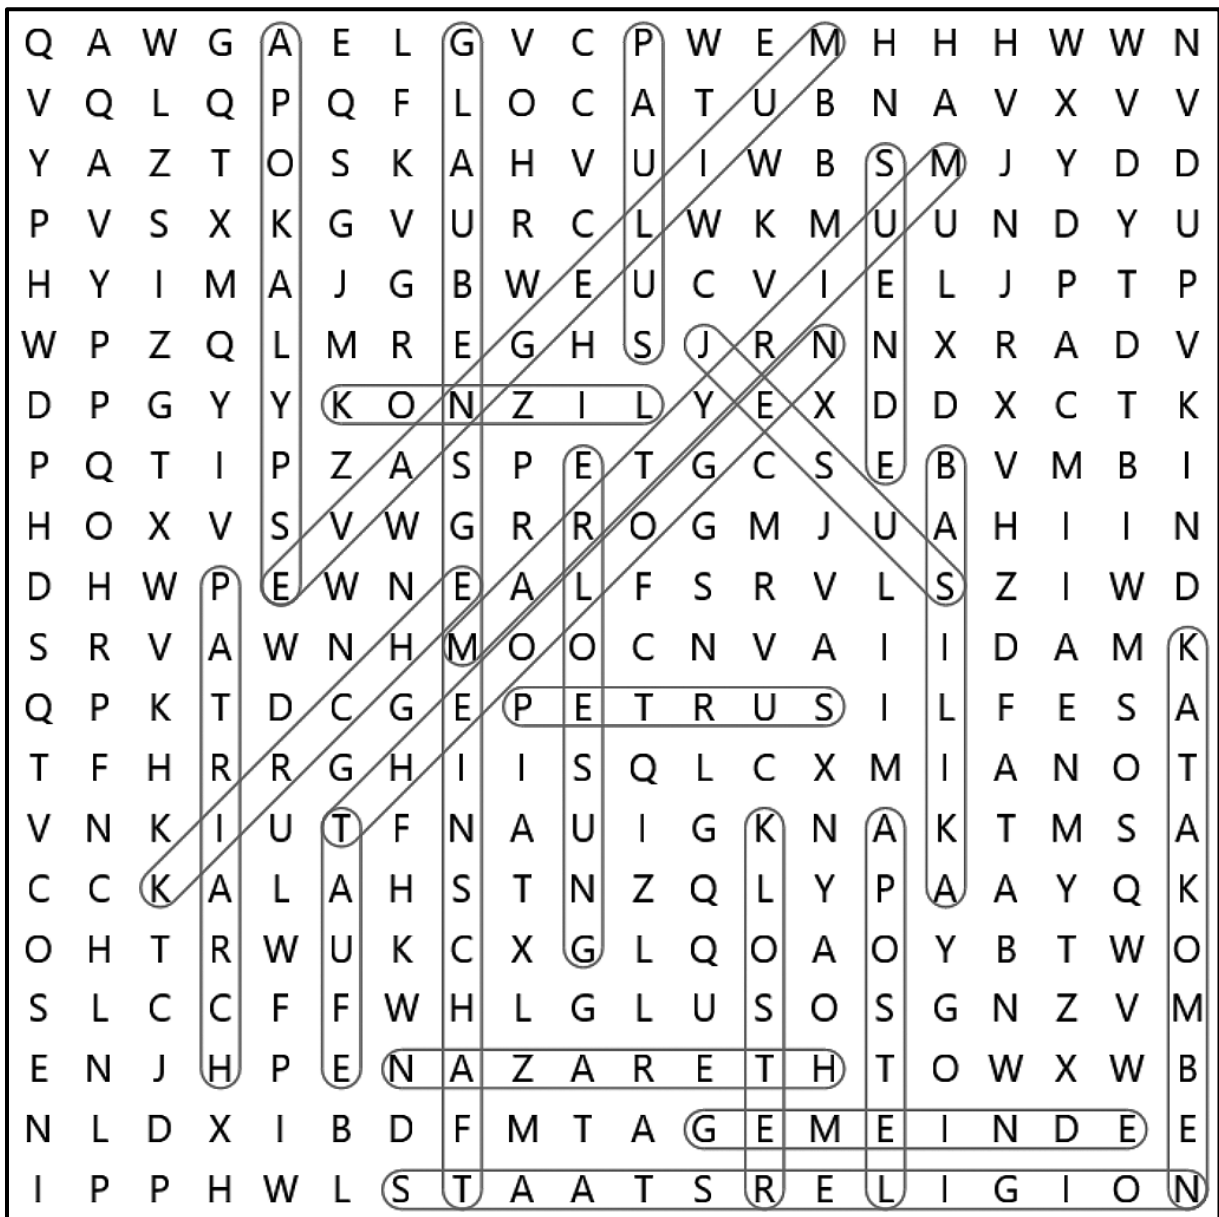 Q A W G A E L G V C P W E M H H H W W N
V Q L Q P Q F L O C A T U B N A V X V V
Y A Z T O S K A H V U I W B S M J Y D D
P V S X K G V U R C L W K M U U N D Y U
H Y I M A J G B W E U C V I E L J P T P
W P Z Q L M R E G H S J R N N X R A D V
D P G Y Y K O N Z I L Y E X D D X C T K
P Q T I P Z A S P E T G C S E B V M B I
H O X V S V W G R R O G M J U A H I I N
D H W P E W N E A L F S R V L S Z I W D
S R V A W N H M O O C N V A I I D A M K
Q P K T D C G E P E T R U S I L F E S A
T F H R R G H I I S Q L C X M I A N O T
V N K I U T F N A U I G K N A K T M S A
C C K A L A H S T N Z Q L Y P A A Y Q K
O H T R W U K C X G L Q O A O Y B T W O
S L C C F F W H L G L U S O S G N Z V M
E N J H P E N A Z A R E T H T O W X W B
N L D X I B D F M T A G E M E I N D E E
I P P H W L S T A A T S R E L I G I O N